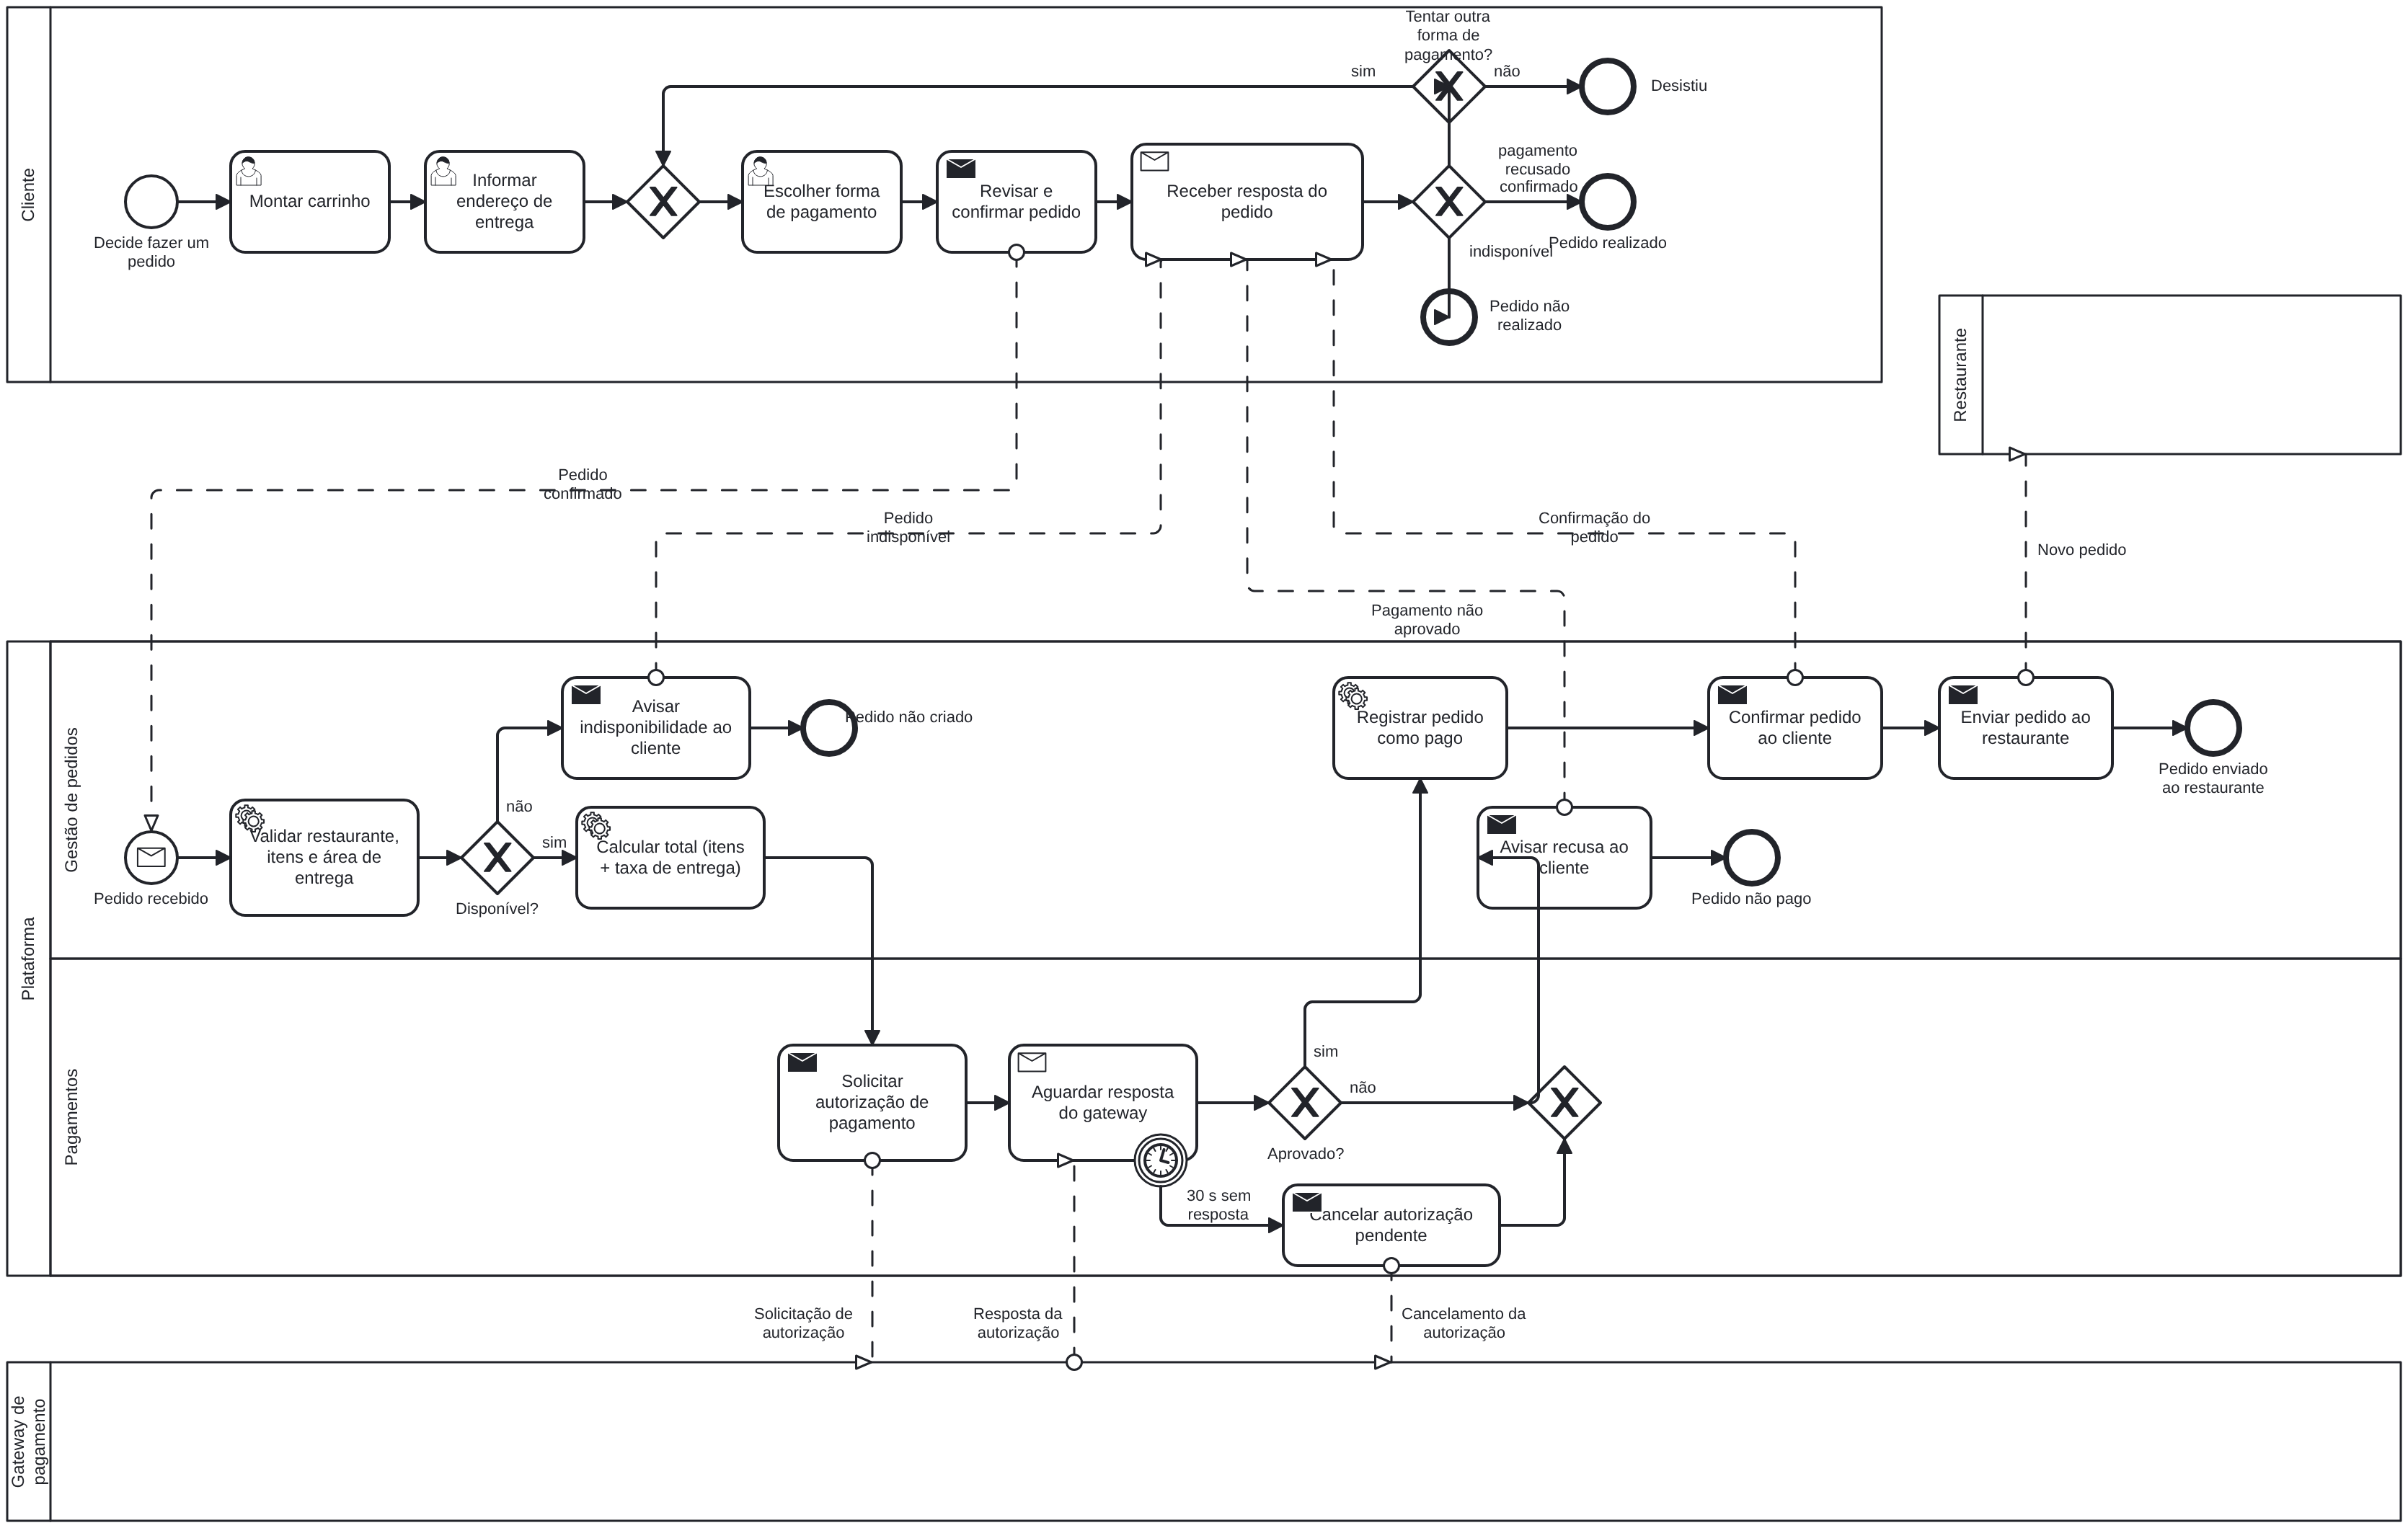 Cliente
Tentar outra
forma de
pagamento?
sim
não
Desistiu
Decide fazer um
pedido
Montar carrinho
Informar
endereço de
entrega
Escolher forma
de pagamento
Revisar e
confirmar pedido
Receber resposta do
pedido
pagamento
recusado
confirmado
Pedido realizado
indisponível
Pedido não
realizado
Restaurante
Pedido
confirmado
Pedido
indisponível
Confirmação do
pedido
Novo pedido
Pagamento não
aprovado
Plataforma
Gestão de pedidos
Avisar
indisponibilidade ao
cliente
Pedido não criado
Registrar pedido
como pago
Confirmar pedido
ao cliente
Enviar pedido ao
restaurante
Pedido enviado
ao restaurante
Pedido recebido
Validar restaurante,
itens e área de
entrega
não
sim
Disponível?
Calcular total (itens
+ taxa de entrega)
Avisar recusa ao
cliente
Pedido não pago
Pagamentos
Solicitar
autorização de
pagamento
Aguardar resposta
do gateway
sim
não
Aprovado?
30 s sem
resposta
Cancelar autorização
pendente
Solicitação de
autorização
Resposta da
autorização
Cancelamento da
autorização
Gateway de
pagamento